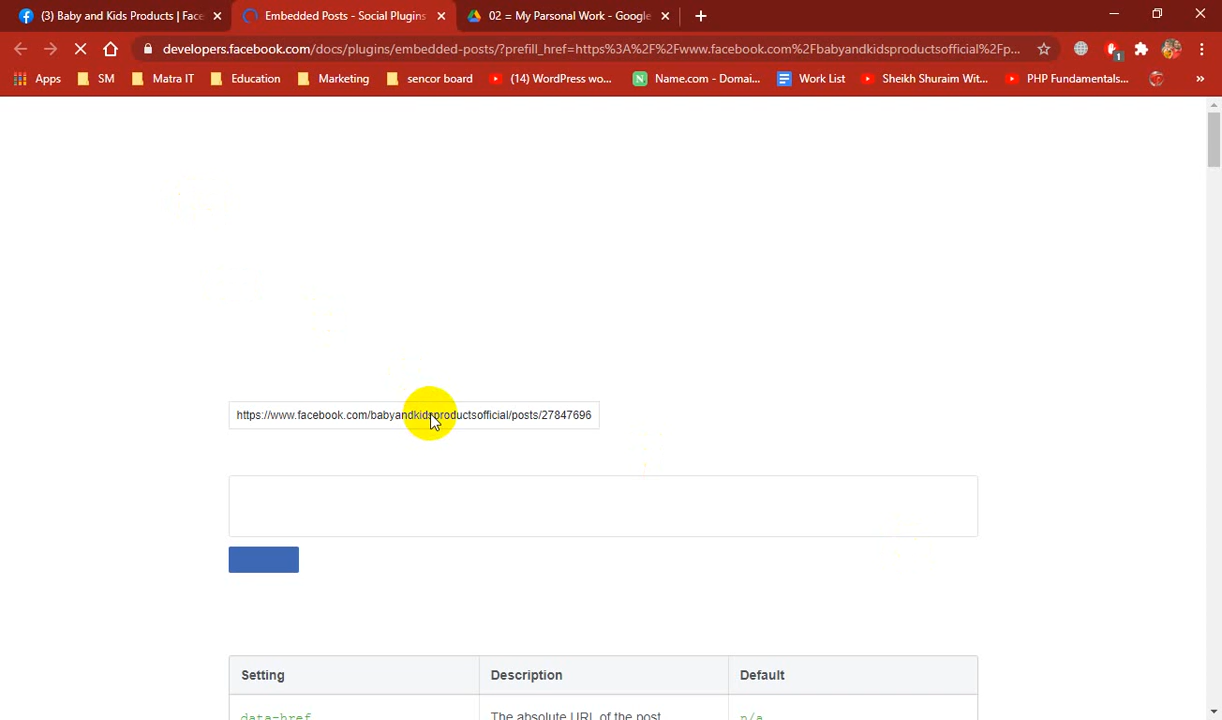 (3) Baby and Kids Products | Face
Embedded Posts - Social Plugins
02 = My Parsonal Work - Google
developers.facebook.com/docs/plugins/embedded-posts/?prefill_href=https%3A%2F%2Fwww.facebook.com%2Fbabyandkidsproductsofficial%2Fp...
1
Apps
SM
Matra IT
Education
Marketing
sencor board
(14) WordPress wo...
Name.com - Domai...
Work List
Sheikh Shuraim Wit...
PHP Fundamentals...
https://www.facebook.com/babyandkidsproductsofficial/posts/27847696
Setting
Description
Default
data-href
The absolute URL of the post.
n/a